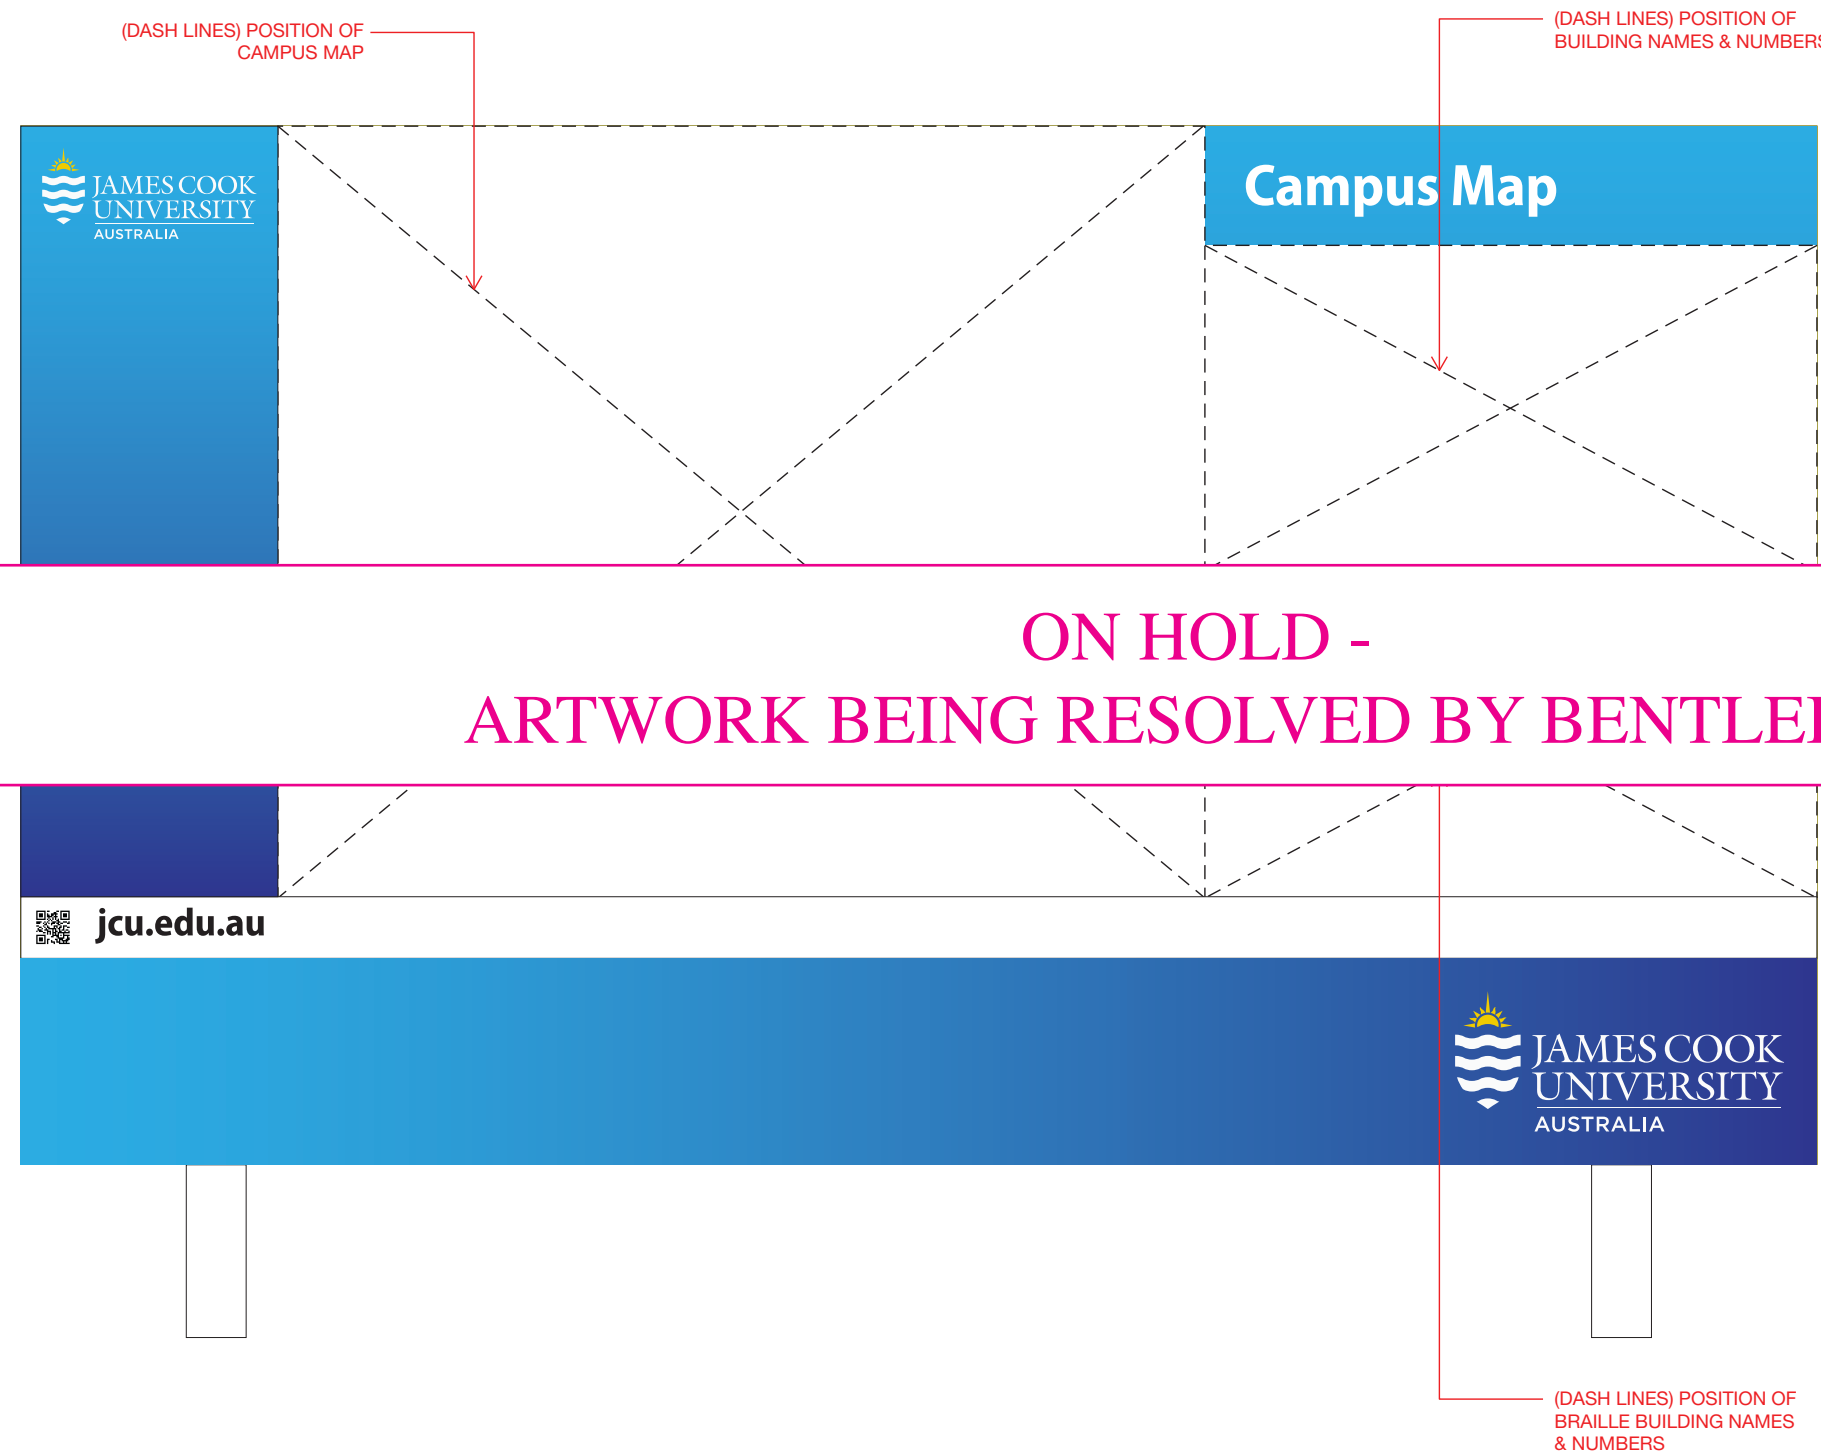 (DASH LINES) POSITION OF
CAMPUS MAP
(DASH LINES) POSITION OF
BUILDING NAMES & NUMBERS
JAMES COOK
UNIVERSITY
AUSTRALIA
Campus Map
ON HOLD -
ARTWORK BEING RESOLVED BY
jcu.edu.au
JAMES COOK
UNIVERSITY
AUSTRALIA
(DASH LINES) POSITION OF
BRAILLE BUILDING NAMES
& NUMBERS